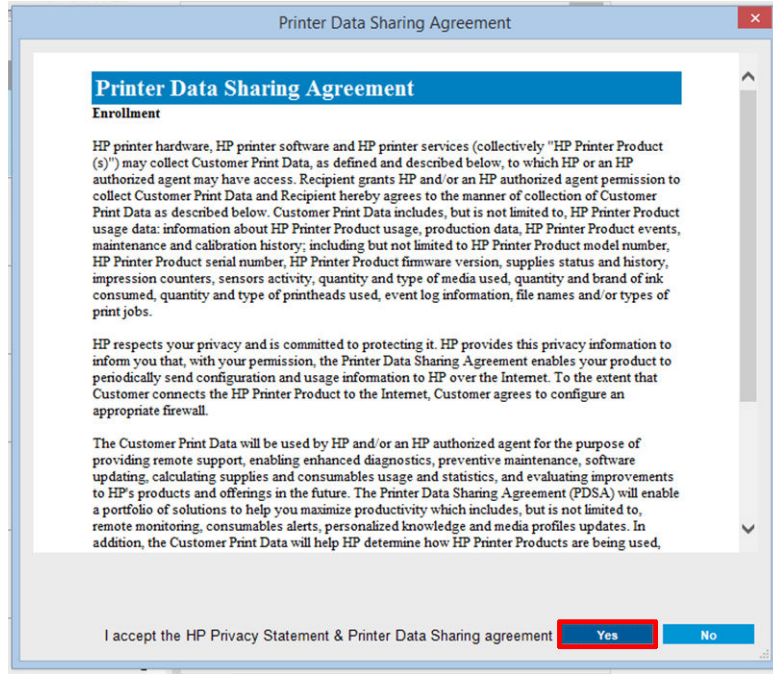 Printer Data Sharing Agreement
Printer Data Sharing Agreement
Enrollment
HP printer hardware, HP printer software and HP printer services (collectively "HP Printer Product
(s)") may collect Customer Print Data, as defined and described below, to which HP or an HP
authorized agent may have access. Recipient grants HP and/or an HP authorized agent permission to
collect Customer Print Data and Recipient hereby agrees to the manner of collection of Customer
Print Data as described below. Customer Print Data includes, but is not limited to, HP Printer Product
usage data: information about HP Printer Product usage, production data, HP Printer Product events,
maintenance and calibration history; including but not limited to HP Printer Product model number,
HP Printer Product serial number, HP Printer Product firmware version, supplies status and history,
impression counters, sensors activity, quantity and type of media used, quantity and brand of ink
consumed, quantity and type of printheads used, event log information, file names and/or types of
print jobs.
HP respects your privacy and is committed to protecting it. HP provides this privacy information to
inform you that, with your permission, the Printer Data Sharing Agreement enables your product to
periodically send configuration and usage information to HP over the Internet. To the extent that
Customer connects the HP Printer Product to the Internet, Customer agrees to configure an
appropriate firewall.
The Customer Print Data will be used by HP and/or an HP authorized agent for the purpose of
providing remote support, enabling enhanced diagnostics, preventive maintenance, software
updating, calculating supplies and consumables usage and statistics, and evaluating improvements
to HP's products and offerings in the future. The Printer Data Sharing Agreement (PDSA) will enable
a portfolio of solutions to help you maximize productivity which includes, but is not limited to,
remote monitoring, consumables alerts, personalized knowledge and media profiles updates. In
addition, the Customer Print Data will help HP determine how HP Printer Products are being used,
I accept the HP Privacy Statement & Printer Data Sharing agreement Yes No